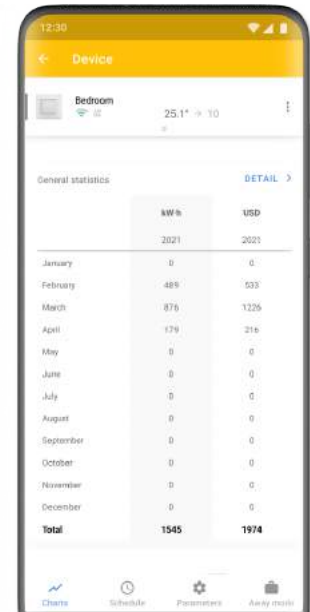 12:30
Device
Bedroom
25.1° → 10
General statistics DETAIL >
kW·h USD
2021 2021
January 0 0
February 489 533
March 876 1226
April 179 216
May 0 0
June 0 0
July 0 0
August 0 0
September 0 0
October 0 0
November 0 0
December 0 0
Total 1545 1974
Charts Schedule Parameters Away mode